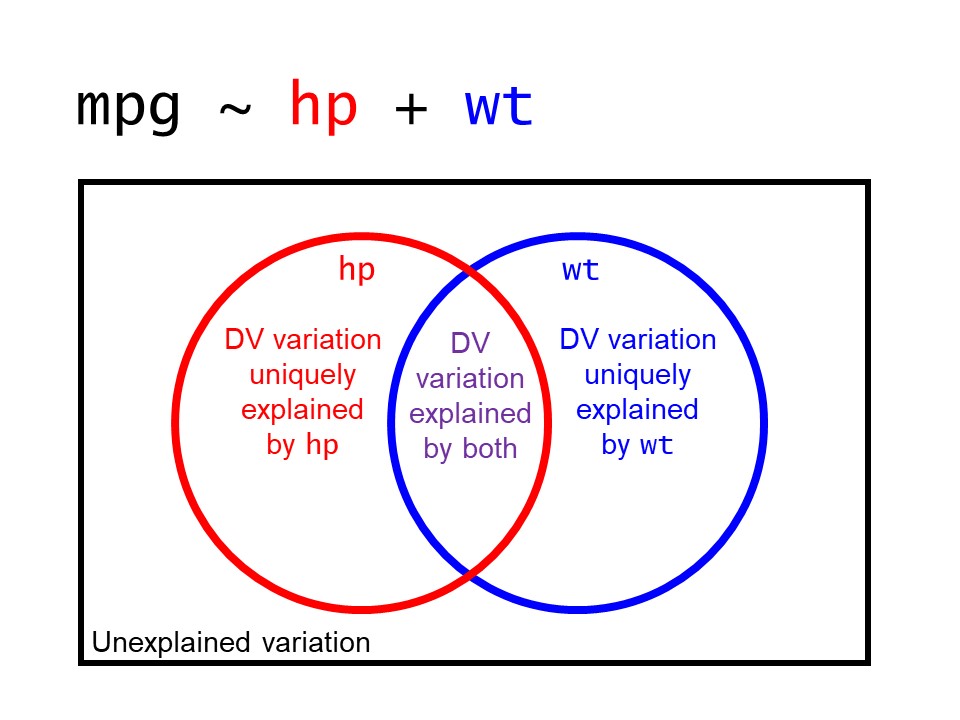 mpg ~ hp + wt
hp
wt
DV variation
uniquely
explained
by hp
DV
variation
explained
by both
DV variation
uniquely
explained
by wt
Unexplained variation